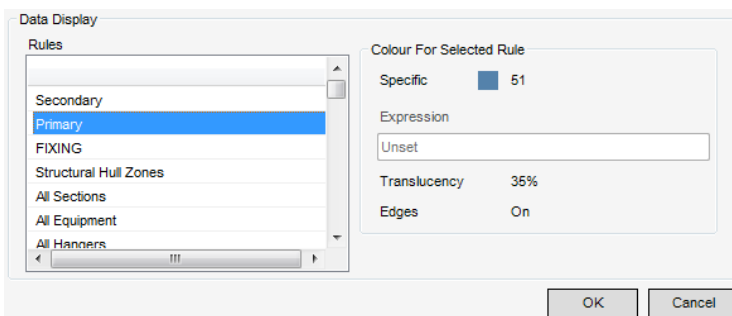 Data Display
Rules
Secondary
Primary
FIXING
Structural Hull Zones
All Sections
All Equipment
All Hangers
Colour For Selected Rule
Specific 51
Expression
Unset
Translucency 35%
Edges On
OK Cancel